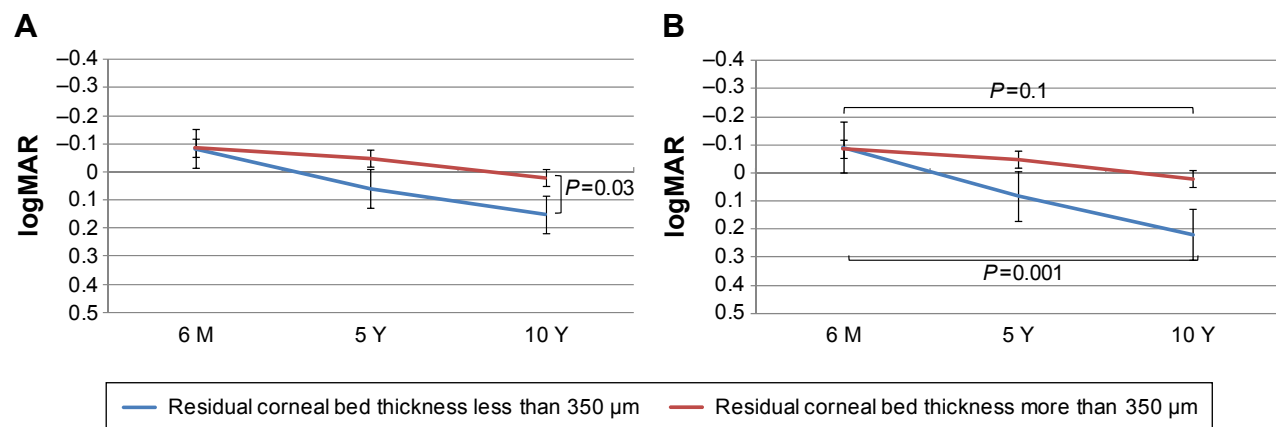 A
logMAR
–0.4
–0.3
–0.2
–0.1
0
0.1
0.2
0.3
0.4
0.5
P=0.03
6 M
5 Y
10 Y
B
logMAR
–0.4
–0.3
–0.2
–0.1
0
0.1
0.2
0.3
0.4
0.5
P=0.1
P=0.001
6 M
5 Y
10 Y
Residual corneal bed thickness less than 350 µm
Residual corneal bed thickness more than 350 µm